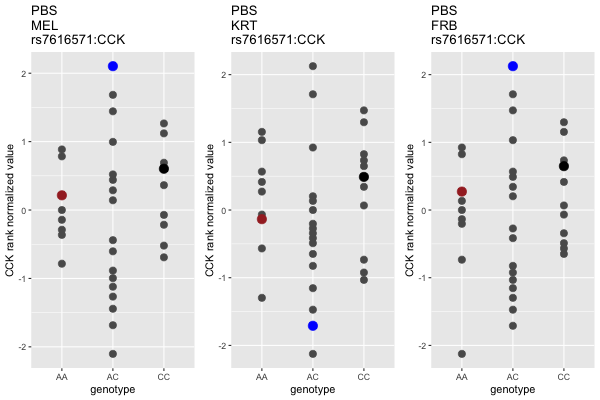 PBS
MEL
rs7616571:CCK
CCK rank normalized value
2
1
0
-1
-2
AA
AC
CC
genotype
PBS
KRT
rs7616571:CCK
CCK rank normalized value
2
1
0
-1
-2
AA
AC
CC
genotype
PBS
FRB
rs7616571:CCK
CCK rank normalized value
2
1
0
-1
-2
AA
AC
CC
genotype